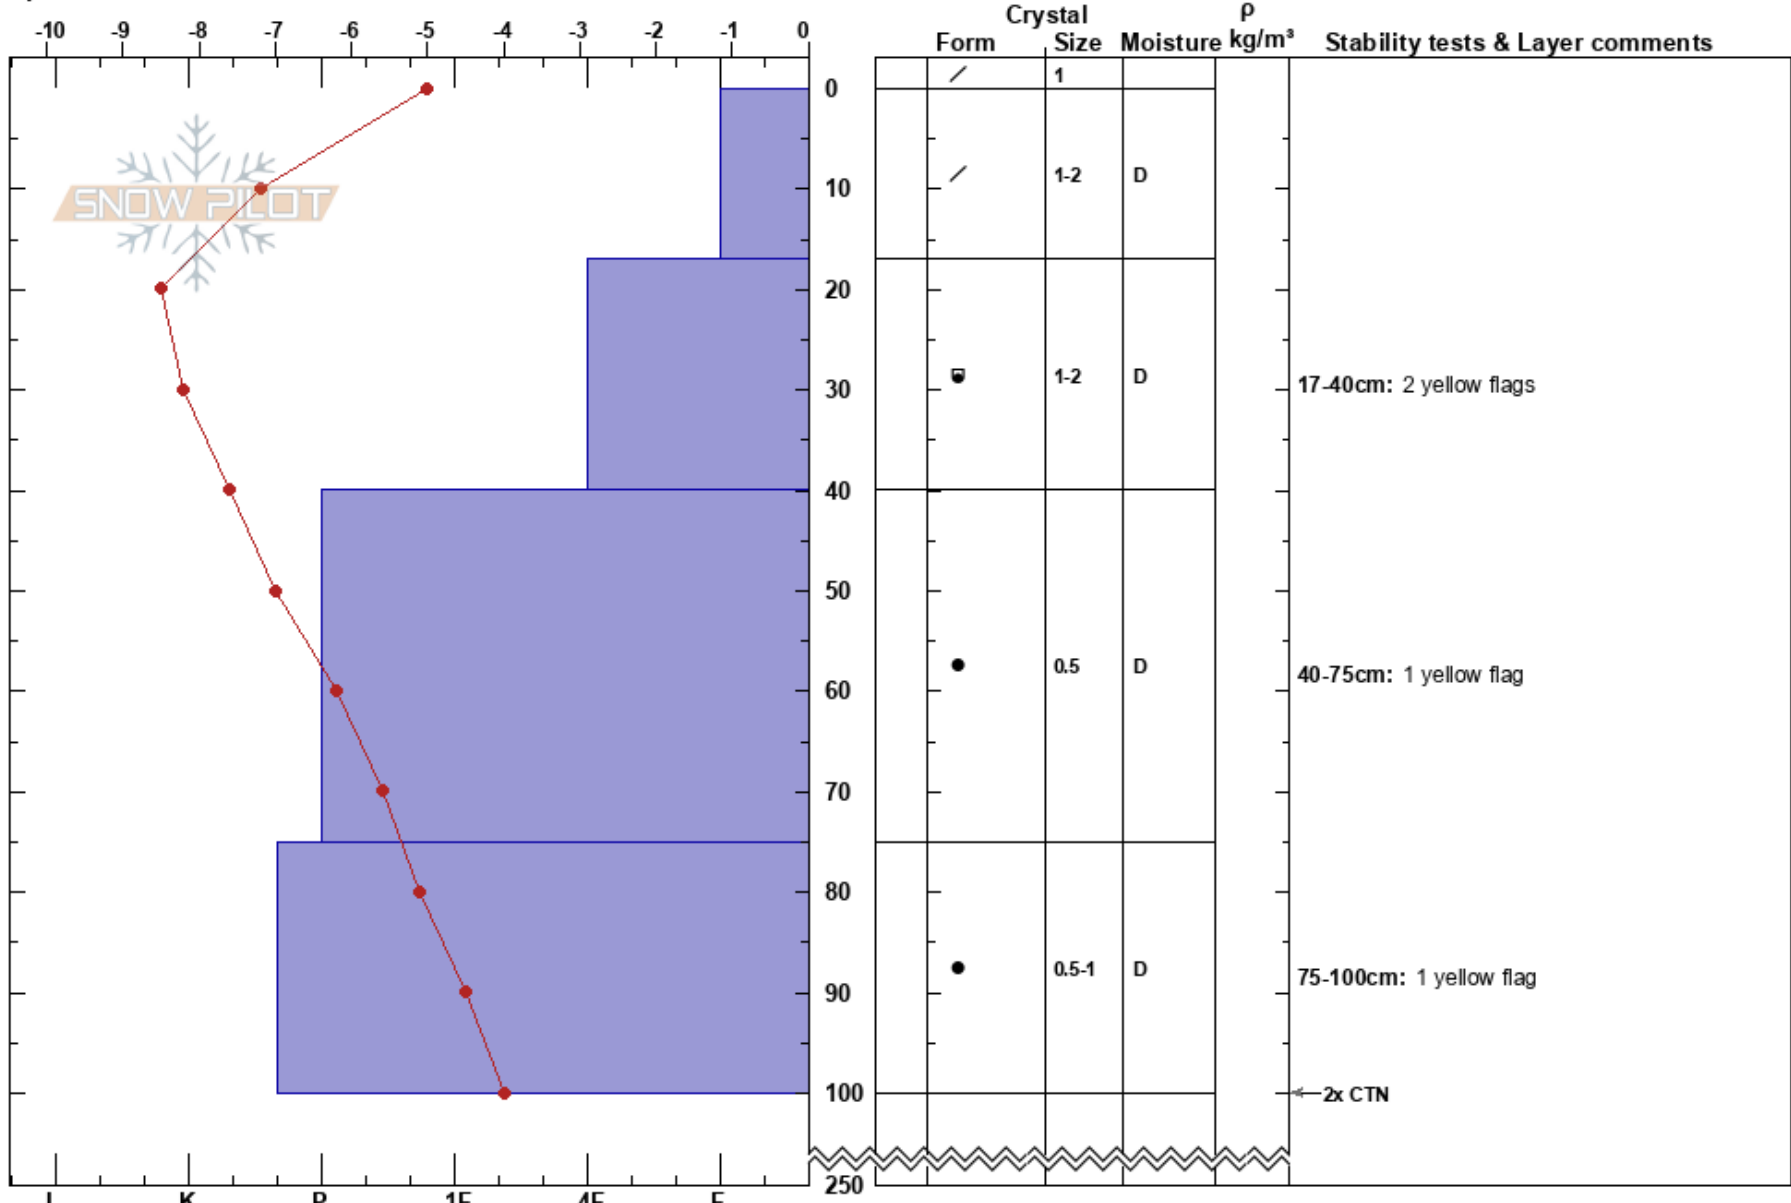 Crystal ρ
-10 -9 -8 -7 -6 -5 -4 -3 -2 -1 0 Form Size Moisture kg/m³ Stability tests & Layer comments
1
0
SNOW PILOT
1-2 D
10
20
1-2 D
30 17-40cm: 2 yellow flags
40
50
0.5 D
60 40-75cm: 1 yellow flag
70
80
0.5-1 D
90 75-100cm: 1 yellow flag
100 2x CTN
250
I K P 1F 4F F